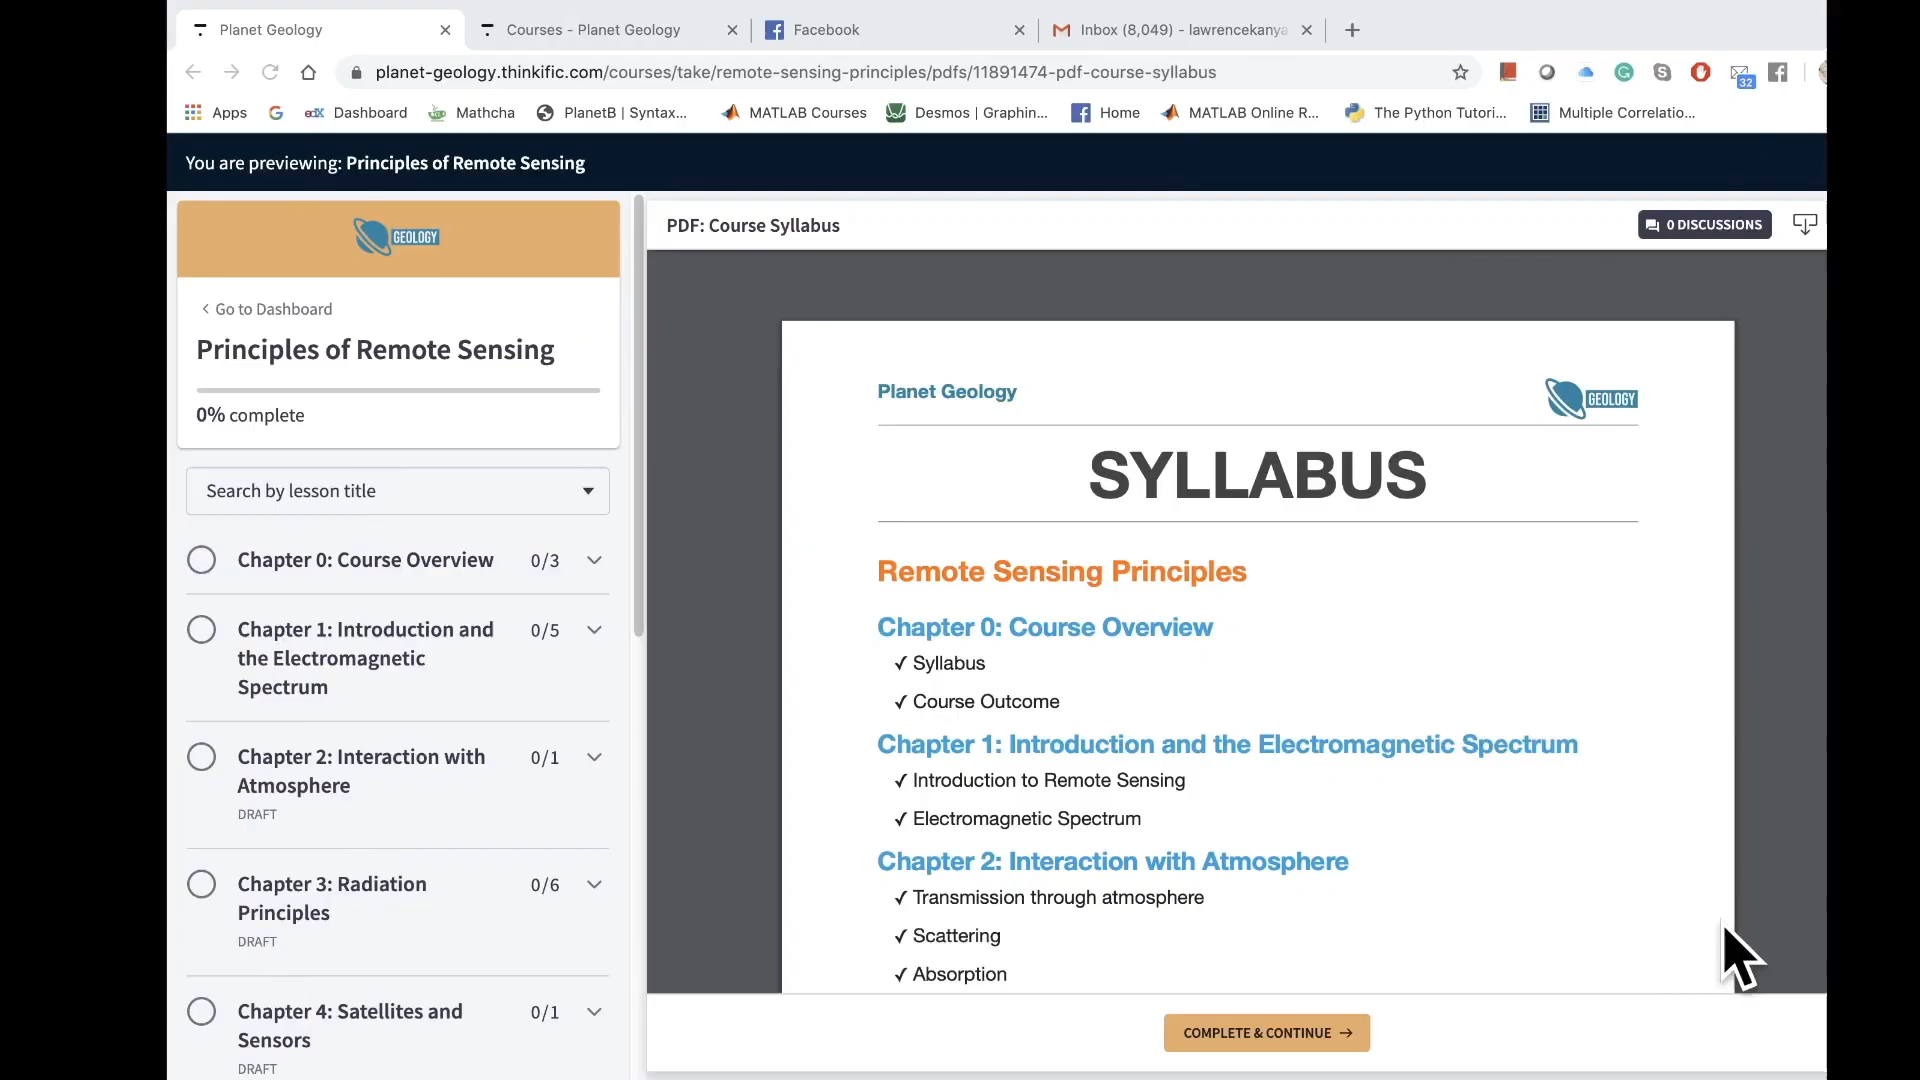 Planet Geology
Courses - Planet Geology
Facebook
Inbox (8,049) - lawrencekanya
planet-geology.thinkific.com/courses/take/remote-sensing-principles/pdfs/11891474-pdf-course-syllabus
32
Apps
G
edX Dashboard
Mathcha
PlanetB | Syntax...
MATLAB Courses
Desmos | Graphin...
Home
MATLAB Online R...
The Python Tutori...
Multiple Correlatio...
You are previewing: Principles of Remote Sensing
GEOLOGY
< Go to Dashboard
Principles of Remote Sensing
0% complete
Search by lesson title
Chapter 0: Course Overview 0/3
Chapter 1: Introduction and 0/5
the Electromagnetic
Spectrum
Chapter 2: Interaction with 0/1
Atmosphere
DRAFT
Chapter 3: Radiation 0/6
Principles
DRAFT
Chapter 4: Satellites and 0/1
Sensors
DRAFT
PDF: Course Syllabus
0 DISCUSSIONS
Planet Geology
GEOLOGY
SYLLABUS
Remote Sensing Principles
Chapter 0: Course Overview
✓ Syllabus
✓ Course Outcome
Chapter 1: Introduction and the Electromagnetic Spectrum
✓ Introduction to Remote Sensing
✓ Electromagnetic Spectrum
Chapter 2: Interaction with Atmosphere
✓ Transmission through atmosphere
✓ Scattering
✓ Absorption
COMPLETE & CONTINUE →